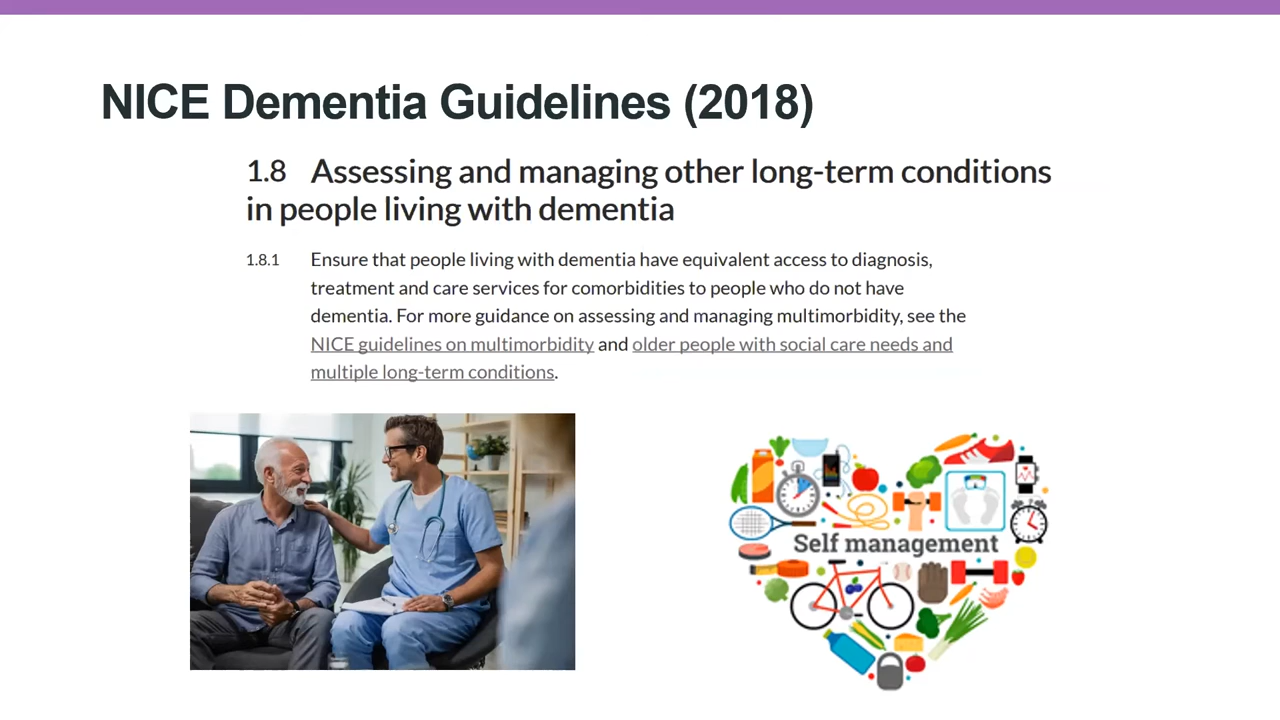 NICE Dementia Guidelines (2018)
1.8 Assessing and managing other long-term conditions
in people living with dementia
1.8.1 Ensure that people living with dementia have equivalent access to diagnosis,
treatment and care services for comorbidities to people who do not have
dementia. For more guidance on assessing and managing multimorbidity, see the
NICE guidelines on multimorbidity and older people with social care needs and
multiple long-term conditions.
Self management